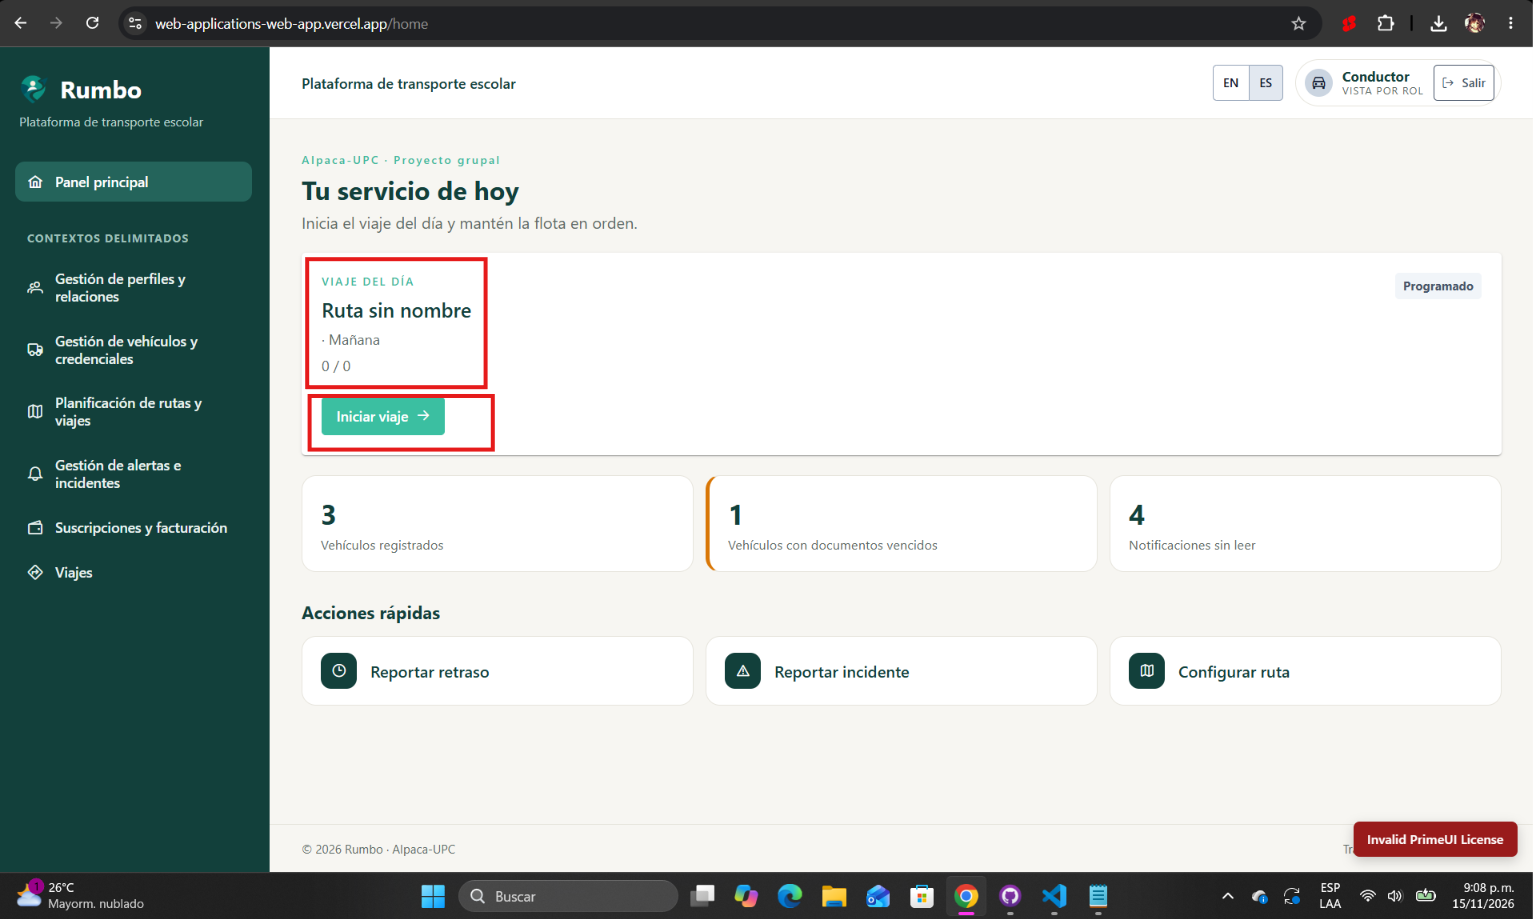 web-applications-web-app.vercel.app/home
Rumbo
Plataforma de transporte escolar
Panel principal
CONTEXTOS DELIMITADOS
Gestión de perfiles y
relaciones
Gestión de vehículos y
credenciales
Planificación de rutas y
viajes
Gestión de alertas e
incidentes
Suscripciones y facturación
Viajes
Plataforma de transporte escolar
EN
ES
Conductor
VISTA POR ROL
Salir
Alpaca-UPC · Proyecto grupal
Tu servicio de hoy
Inicia el viaje del día y mantén la flota en orden.
VIAJE DEL DÍA
Ruta sin nombre
· Mañana
0 / 0
Programado
Iniciar viaje
3
Vehículos registrados
1
Vehículos con documentos vencidos
4
Notificaciones sin leer
Acciones rápidas
Reportar retraso
Reportar incidente
Configurar ruta
© 2026 Rumbo · Alpaca-UPC
Invalid PrimeUI License
1
26°C
Mayorm. nublado
Buscar
ESP
LAA
9:08 p. m.
15/11/2026